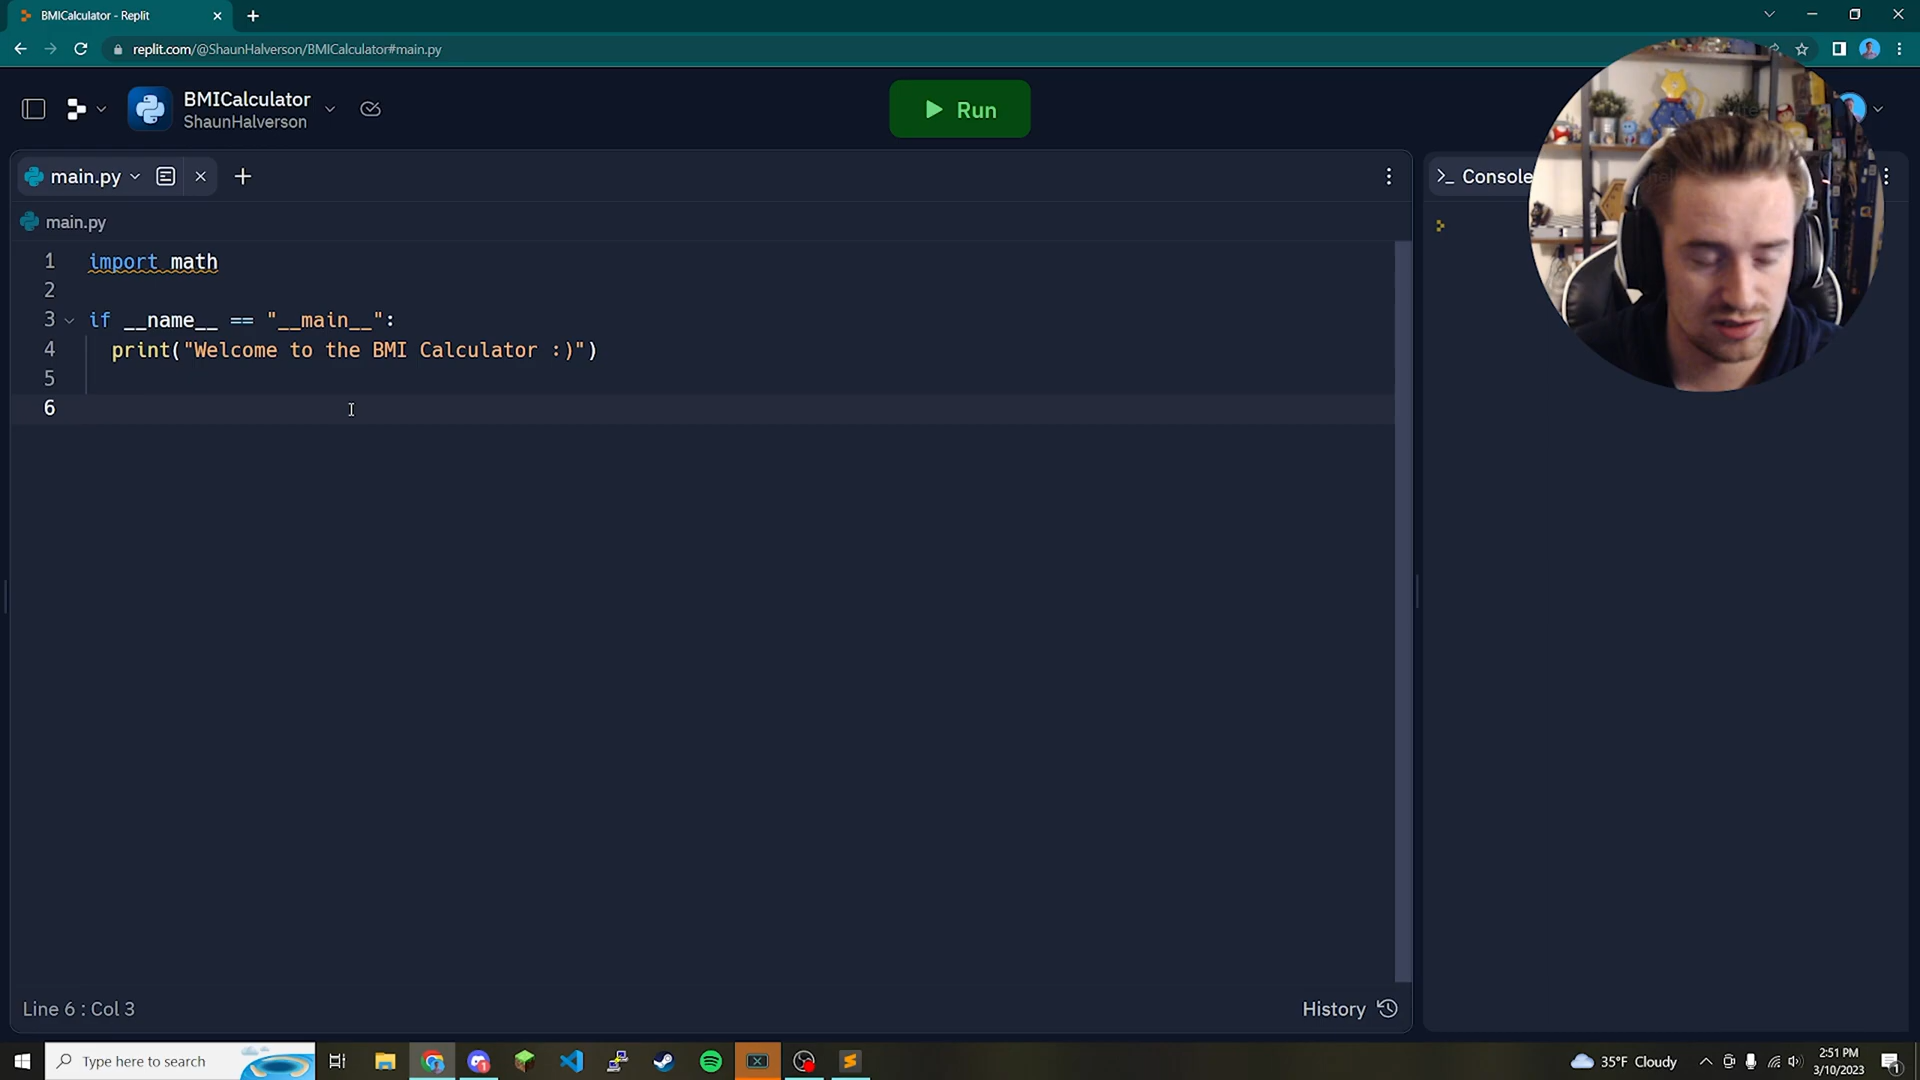 BMICalculator - Replit
replit.com/@ShaunHalverson/BMICalculator#main.py
BMICalculator
ShaunHalverson
Run
main.py
Console
main.py
1 import math
2
3 if __name__ == "__main__":
4 print("Welcome to the BMI Calculator :)")
5
6
Line 6 : Col 3
History
Type here to search
35°F Cloudy
2:51 PM
3/10/2023
1